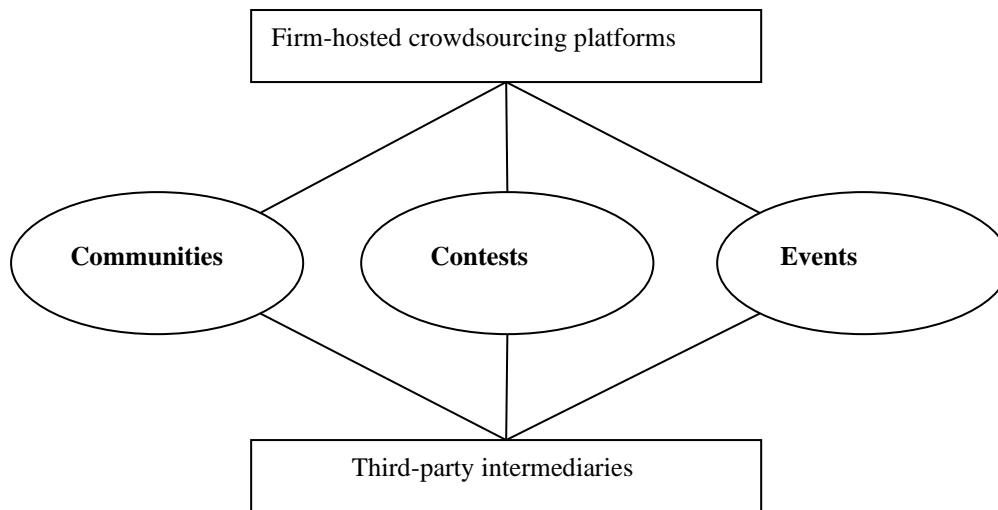 Firm-hosted crowdsourcing platforms
Communities
Contests
Events
Third-party intermediaries